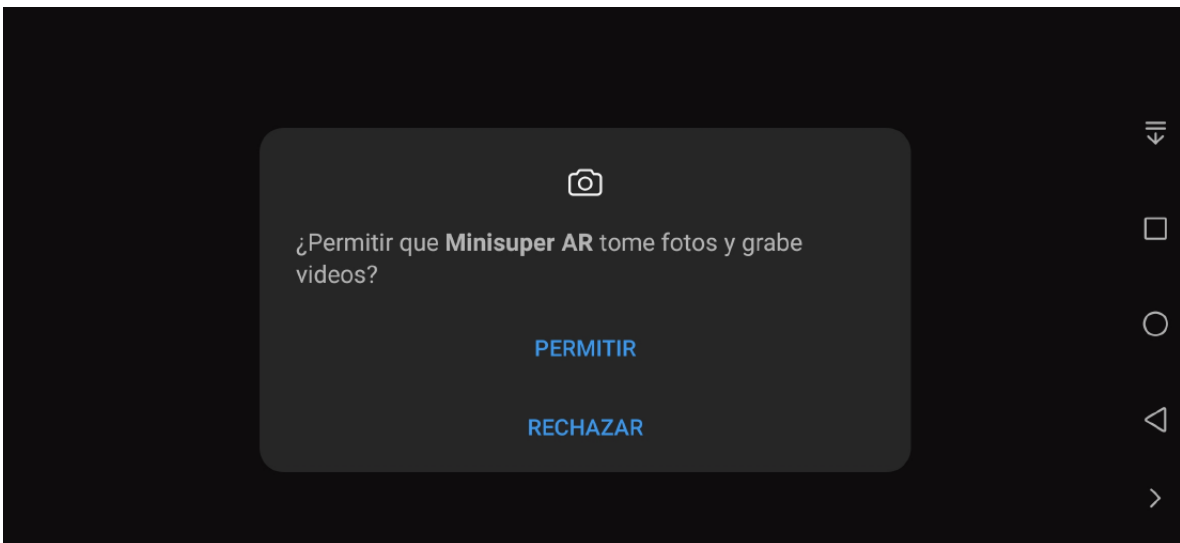 ¿Permitir que Minisuper AR tome fotos y grabe
videos?
PERMITIR
RECHAZAR